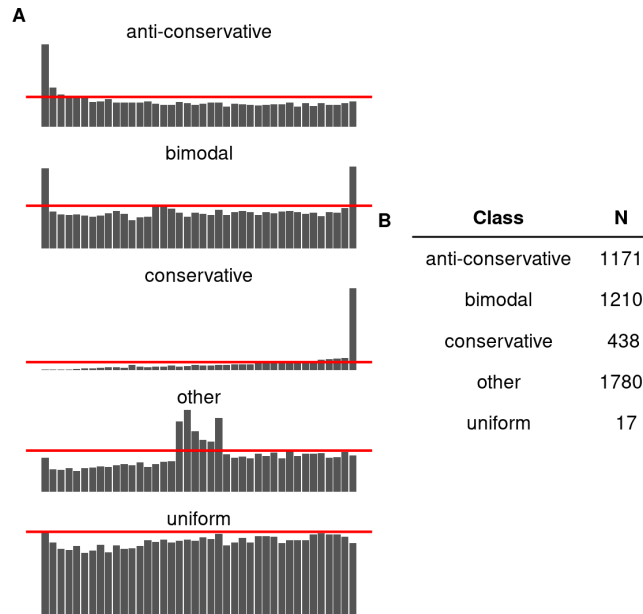 A
anti-conservative
bimodal
conservative
other
uniform
B
Class N
anti-conservative 1171
bimodal 1210
conservative 438
other 1780
uniform 17